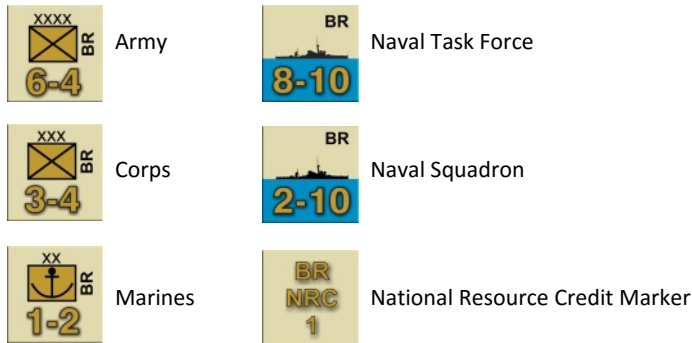 XXXX
BR
6-4
Army
BR
8-10
Naval Task Force
XXX
BR
3-4
Corps
BR
2-10
Naval Squadron
XX
BR
1-2
Marines
BR
NRC
1
National Resource Credit Marker